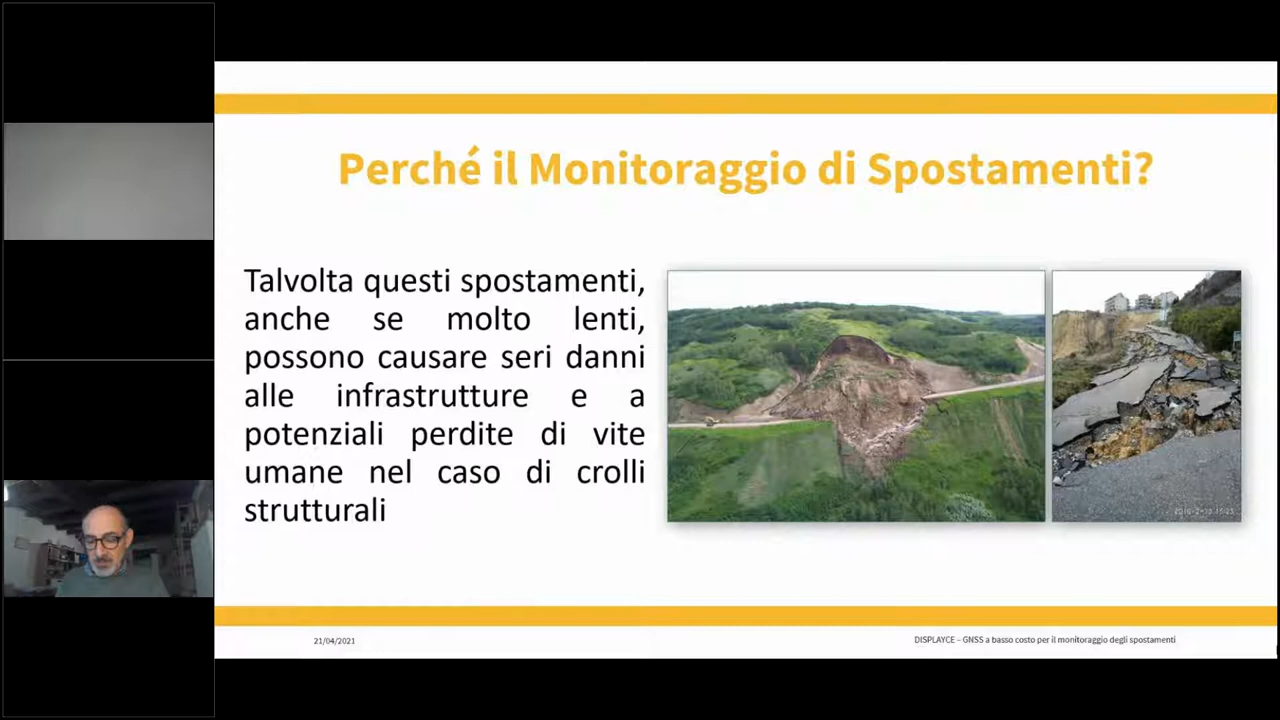 Perché il Monitoraggio di Spostamenti?
Talvolta questi spostamenti,
anche se molto lenti,
possono causare seri danni
alle infrastrutture e a
potenziali perdite di vite
umane nel caso di crolli
strutturali
21/04/2021
DISPLAYCE – GNSS a basso costo per il monitoraggio degli spostamenti